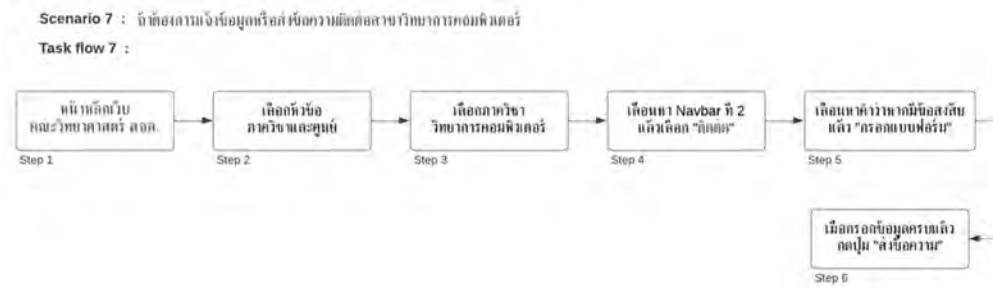 Scenario 7 : ถ้าต้องการแจ้งข้อมูลหรือส่งข้อความติดต่อสาขาวิทยาการคอมพิวเตอร์
Task flow 7 :
หน้าหลักเว็บ
คณะวิทยาศาสตร์ สจล.
Step 1
เลือกหัวข้อ
ภาควิชาและศูนย์
Step 2
เลือกภาควิชา
วิทยาการคอมพิวเตอร์
Step 3
เลื่อนหา Navbar ที่ 2
แล้วเลือก "ติดต่อ"
Step 4
เลื่อนหาคำว่าหากมีข้อสงสัย
แล้ว "กรอกแบบฟอร์ม"
Step 5
เมื่อกรอกข้อมูลครบแล้ว
กดปุ่ม "ส่งข้อความ"
Step 6